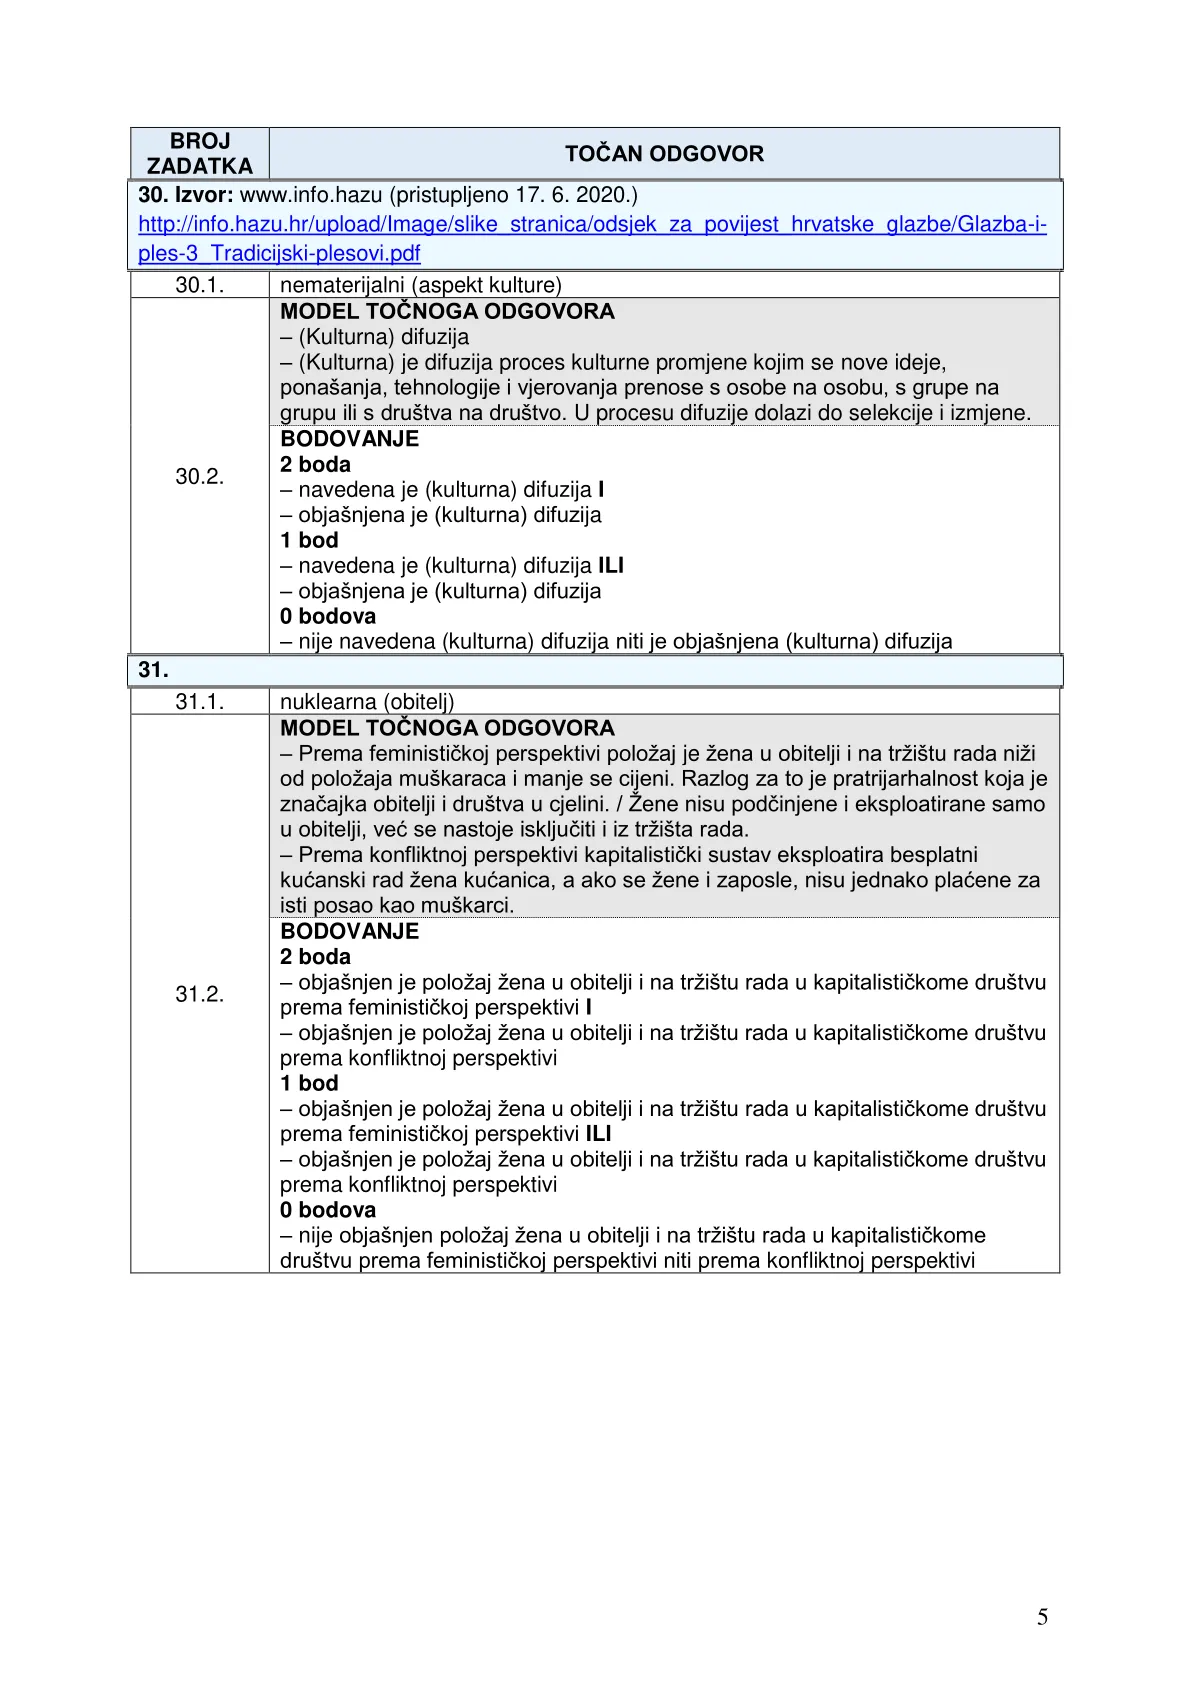 BROJ
ZADATKA
TOČAN ODGOVOR
30. Izvor: www.info.hazu (pristupljeno 17. 6. 2020.)
http://info.hazu.hr/upload/Image/slike_stranica/odsjek_za_povijest_hrvatske_glazbe/Glazba-i-
ples-3_Tradicijski-plesovi.pdf
30.1.
nematerijalni (aspekt kulture)
30.2.
MODEL TOČNOGA ODGOVORA
– (Kulturna) difuzija
– (Kulturna) je difuzija proces kulturne promjene kojim se nove ideje,
ponašanja, tehnologije i vjerovanja prenose s osobe na osobu, s grupe na
grupu ili s društva na društvo. U procesu difuzije dolazi do selekcije i izmjene.
BODOVANJE
2 boda
– navedena je (kulturna) difuzija I
– objašnjena je (kulturna) difuzija
1 bod
– navedena je (kulturna) difuzija ILI
– objašnjena je (kulturna) difuzija
0 bodova
– nije navedena (kulturna) difuzija niti je objašnjena (kulturna) difuzija
31.
31.1.
nuklearna (obitelj)
31.2.
MODEL TOČNOGA ODGOVORA
– Prema feminističkoj perspektivi položaj je žena u obitelji i na tržištu rada niži
od položaja muškaraca i manje se cijeni. Razlog za to je pratrijarhalnost koja je
značajka obitelji i društva u cjelini. / Žene nisu podčinjene i eksploatirane samo
u obitelji, već se nastoje isključiti i iz tržišta rada.
– Prema konfliktnoj perspektivi kapitalistički sustav eksploatira besplatni
kućanski rad žena kućanica, a ako se žene i zaposle, nisu jednako plaćene za
isti posao kao muškarci.
BODOVANJE
2 boda
– objašnjen je položaj žena u obitelji i na tržištu rada u kapitalističkome društvu
prema feminističkoj perspektivi I
– objašnjen je položaj žena u obitelji i na tržištu rada u kapitalističkome društvu
prema konfliktnoj perspektivi
1 bod
– objašnjen je položaj žena u obitelji i na tržištu rada u kapitalističkome društvu
prema feminističkoj perspektivi ILI
– objašnjen je položaj žena u obitelji i na tržištu rada u kapitalističkome društvu
prema konfliktnoj perspektivi
0 bodova
– nije objašnjen položaj žena u obitelji i na tržištu rada u kapitalističkome
društvu prema feminističkoj perspektivi niti prema konfliktnoj perspektivi
5